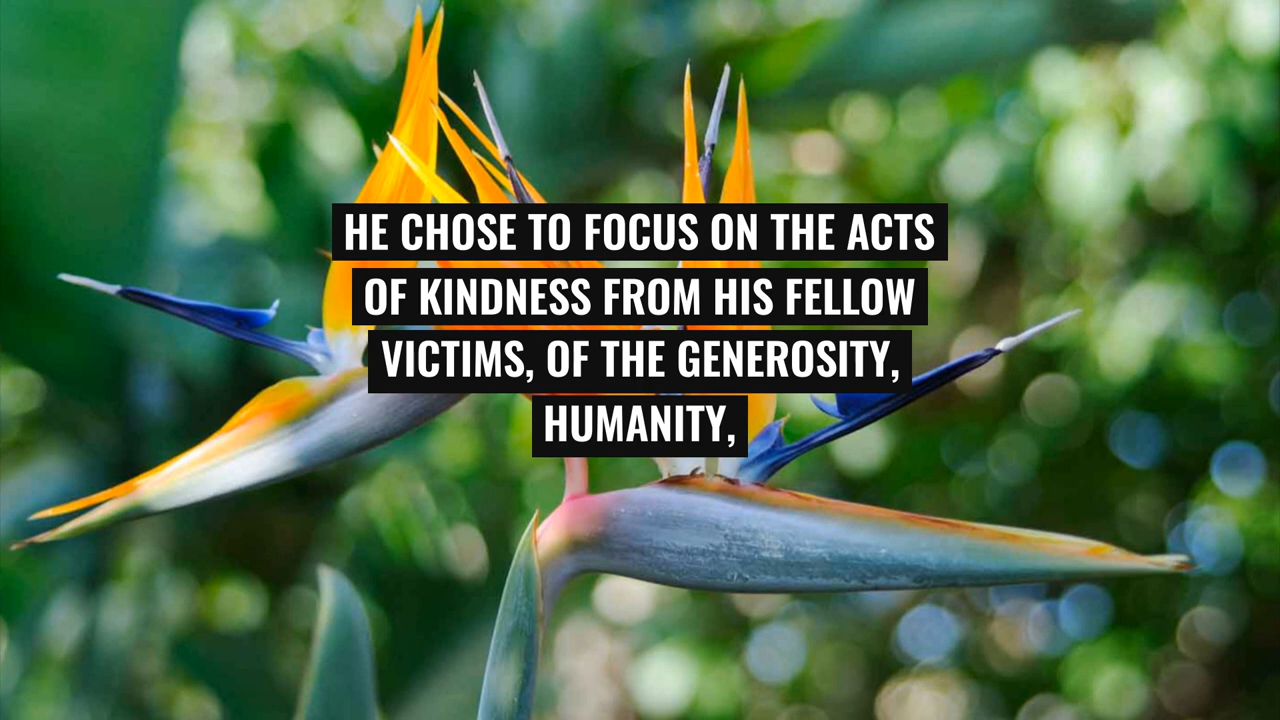 HE CHOSE TO FOCUS ON THE ACTS
OF KINDNESS FROM HIS FELLOW
VICTIMS, OF THE GENEROSITY,
HUMANITY,